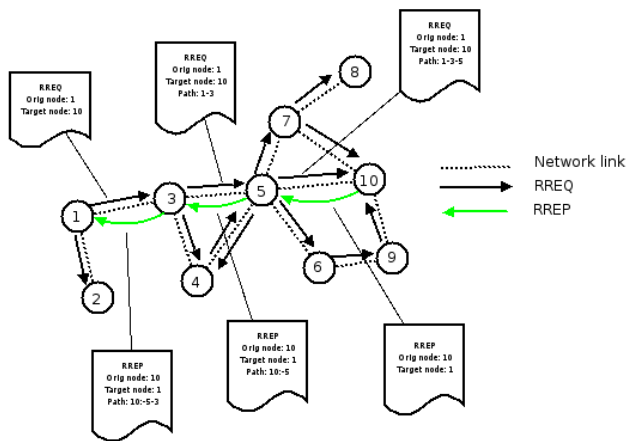 RREQ
Orig node: 1
Target node: 10
RREQ
Orig node: 1
Target node: 10
Path: 1-3
RREQ
Orig node: 1
Target node: 10
Path: 1-3-5
8
7
10
5
3
1
4
2
6
9
Network link
RREQ
RREP
RREP
Orig node: 10
Target node: 1
Path: 10:-5-3
RREP
Orig node: 10
Target node: 1
Path: 10:-5
RREP
Orig node: 10
Target node: 1